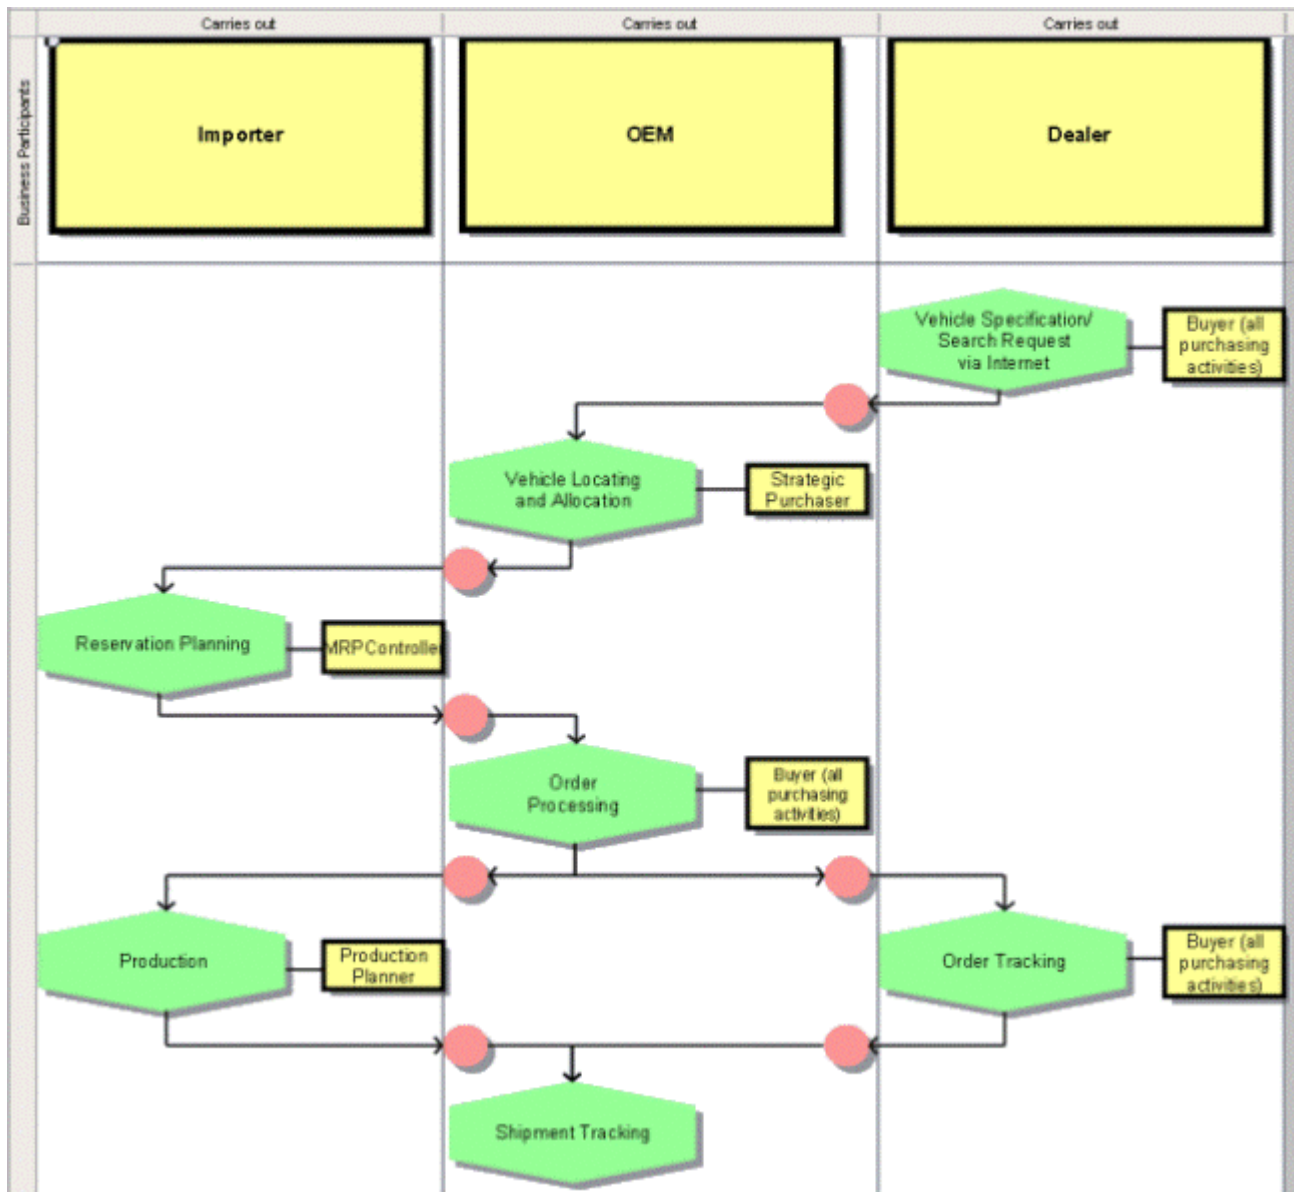 Carries out
Carries out
Carries out
Business Participants
Importer
OEM
Dealer
Vehicle Specification/
Search Request
via Internet
Buyer (all
purchasing
activities)
Vehicle Locating
and Allocation
Strategic
Purchaser
Reservation Planning
MRPController
Order
Processing
Buyer (all
purchasing
activities)
Production
Production
Planner
Order Tracking
Buyer (all
purchasing
activities)
Shipment Tracking